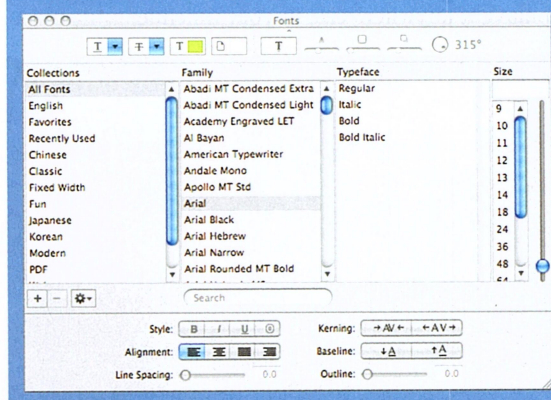 Fonts
T T T T 315°
Collections Family Typeface Size
All Fonts Abadi MT Condensed Extra Regular
English Abadi MT Condensed Light Italic 9
Favorites Academy Engraved LET Bold 10
Recently Used Al Bayan Bold Italic 11
Chinese American Typewriter 12
Classic Andale Mono 13
Fixed Width Apollo MT Std 14
Fun Arial 18
Japanese Arial Black 24
Korean Arial Hebrew 36
Modern Arial Narrow 48
PDF Arial Rounded MT Bold 64
+ - Search
Style: B I U Kerning: →AV← ←AV→
Alignment: Baseline: ↓A ↑A
Line Spacing: 0.0 Outline: 0.0